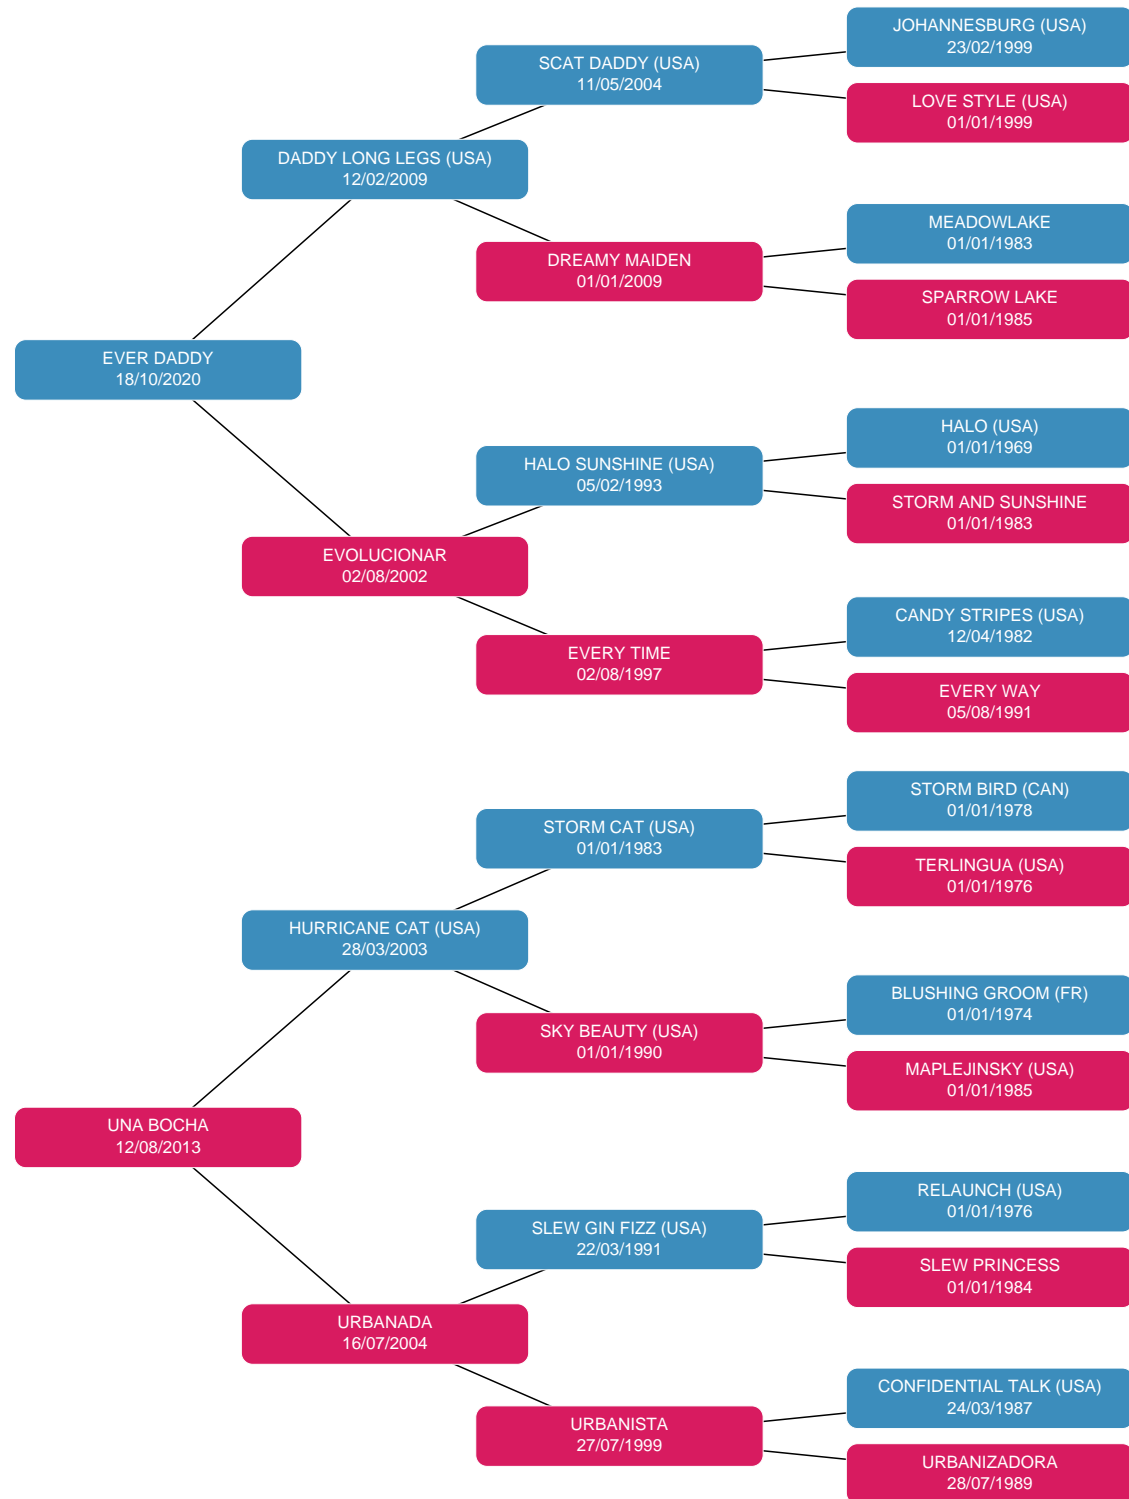 JOHANNESBURG (USA)
23/02/1999
SCAT DADDY (USA)
11/05/2004
LOVE STYLE (USA)
01/01/1999
DADDY LONG LEGS (USA)
12/02/2009
MEADOWLAKE
01/01/1983
DREAMY MAIDEN
01/01/2009
SPARROW LAKE
01/01/1985
EVER DADDY
18/10/2020
HALO (USA)
01/01/1969
HALO SUNSHINE (USA)
05/02/1993
STORM AND SUNSHINE
01/01/1983
EVOLUCIONAR
02/08/2002
CANDY STRIPES (USA)
12/04/1982
EVERY TIME
02/08/1997
EVERY WAY
05/08/1991
STORM BIRD (CAN)
01/01/1978
STORM CAT (USA)
01/01/1983
TERLINGUA (USA)
01/01/1976
HURRICANE CAT (USA)
28/03/2003
BLUSHING GROOM (FR)
01/01/1974
SKY BEAUTY (USA)
01/01/1990
MAPLEJINSKY (USA)
01/01/1985
UNA BOCHA
12/08/2013
RELAUNCH (USA)
01/01/1976
SLEW GIN FIZZ (USA)
22/03/1991
SLEW PRINCESS
01/01/1984
URBANADA
16/07/2004
CONFIDENTIAL TALK (USA)
24/03/1987
URBANISTA
27/07/1999
URBANIZADORA
28/07/1989